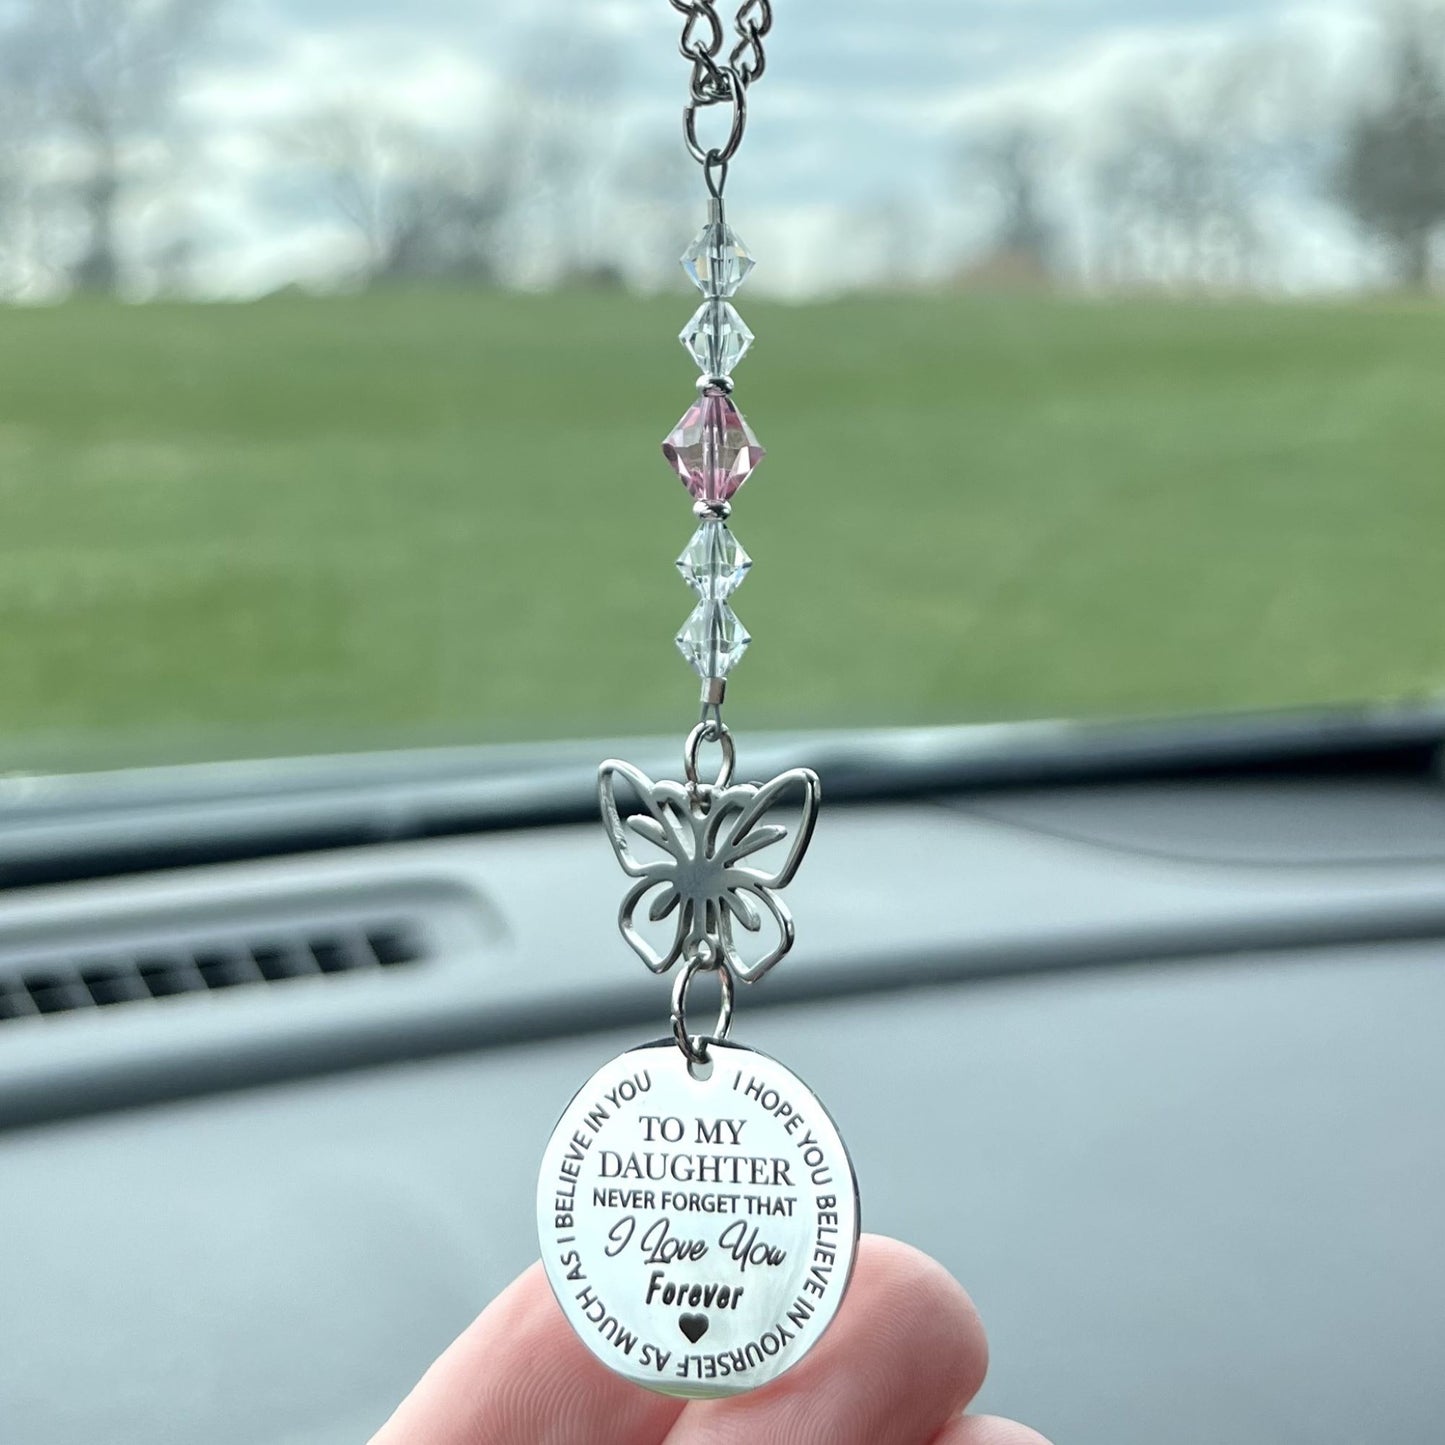 I HOPE YOU BELIEVE IN YOURSELF AS MUCH AS I BELIEVE IN YOU
TO MY
DAUGHTER
NEVER FORGET THAT
I Love You
Forever